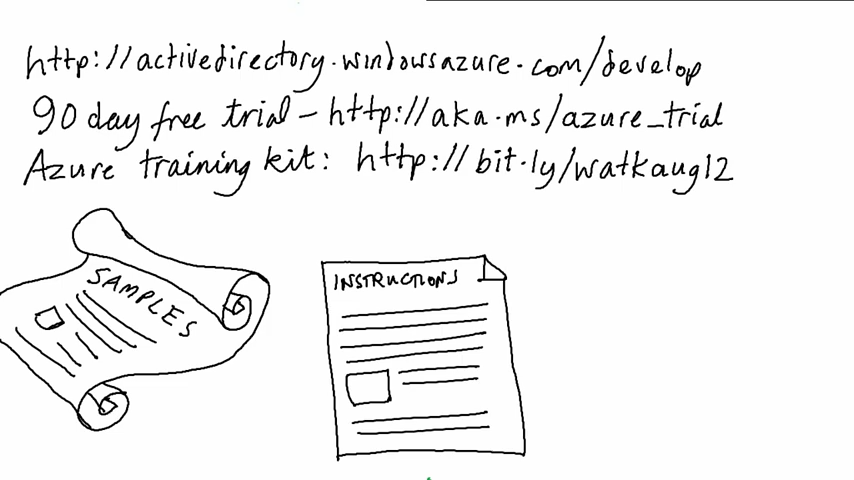 http://activedirectory.windowsazure.com/develop
90 day free trial - http://aka.ms/azure_trial
Azure training kit: http://bit.ly/watkaug12
SAMPLES
INSTRUCTIONS